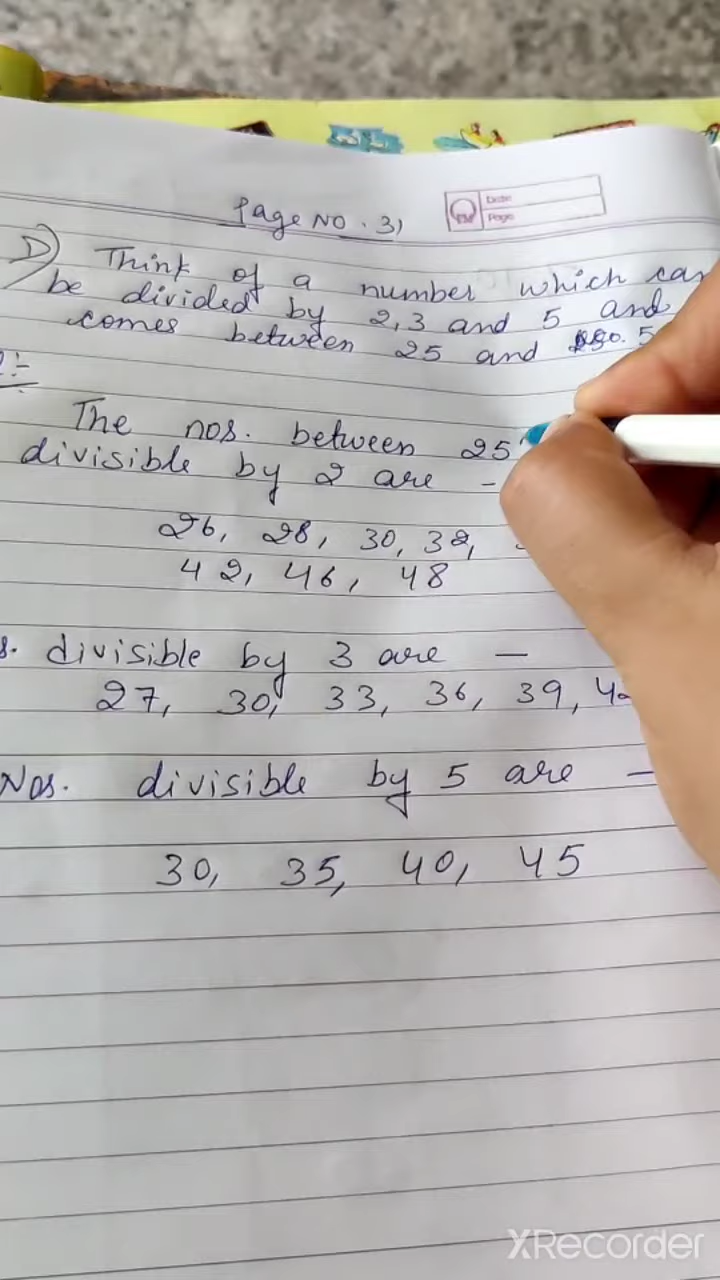 Page No. 31
Date
Page
1) Think of a number which can
be divided by 2, 3 and 5 and
comes between 25 and 50.
The nos. between 25
divisible by 2 are -
26, 28, 30, 32,
42, 46, 48
divisible by 3 are —
27, 30, 33, 36, 39, 42
Nos. divisible by 5 are —
30, 35, 40, 45
XRecorder